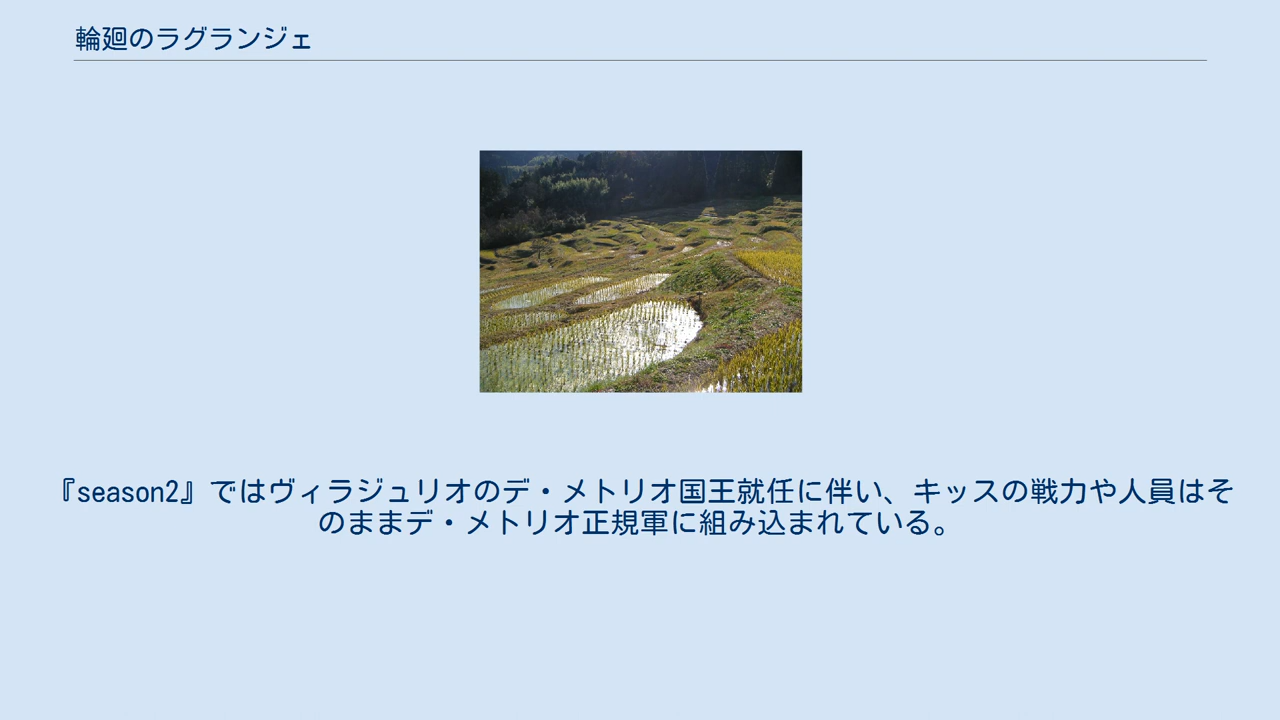 輪廻のラグランジェ
『season2』ではヴィラジュリオのデ・メトリオ国王就任に伴い、キッスの戦力や人員はそ
のままデ・メトリオ正規軍に組み込まれている。